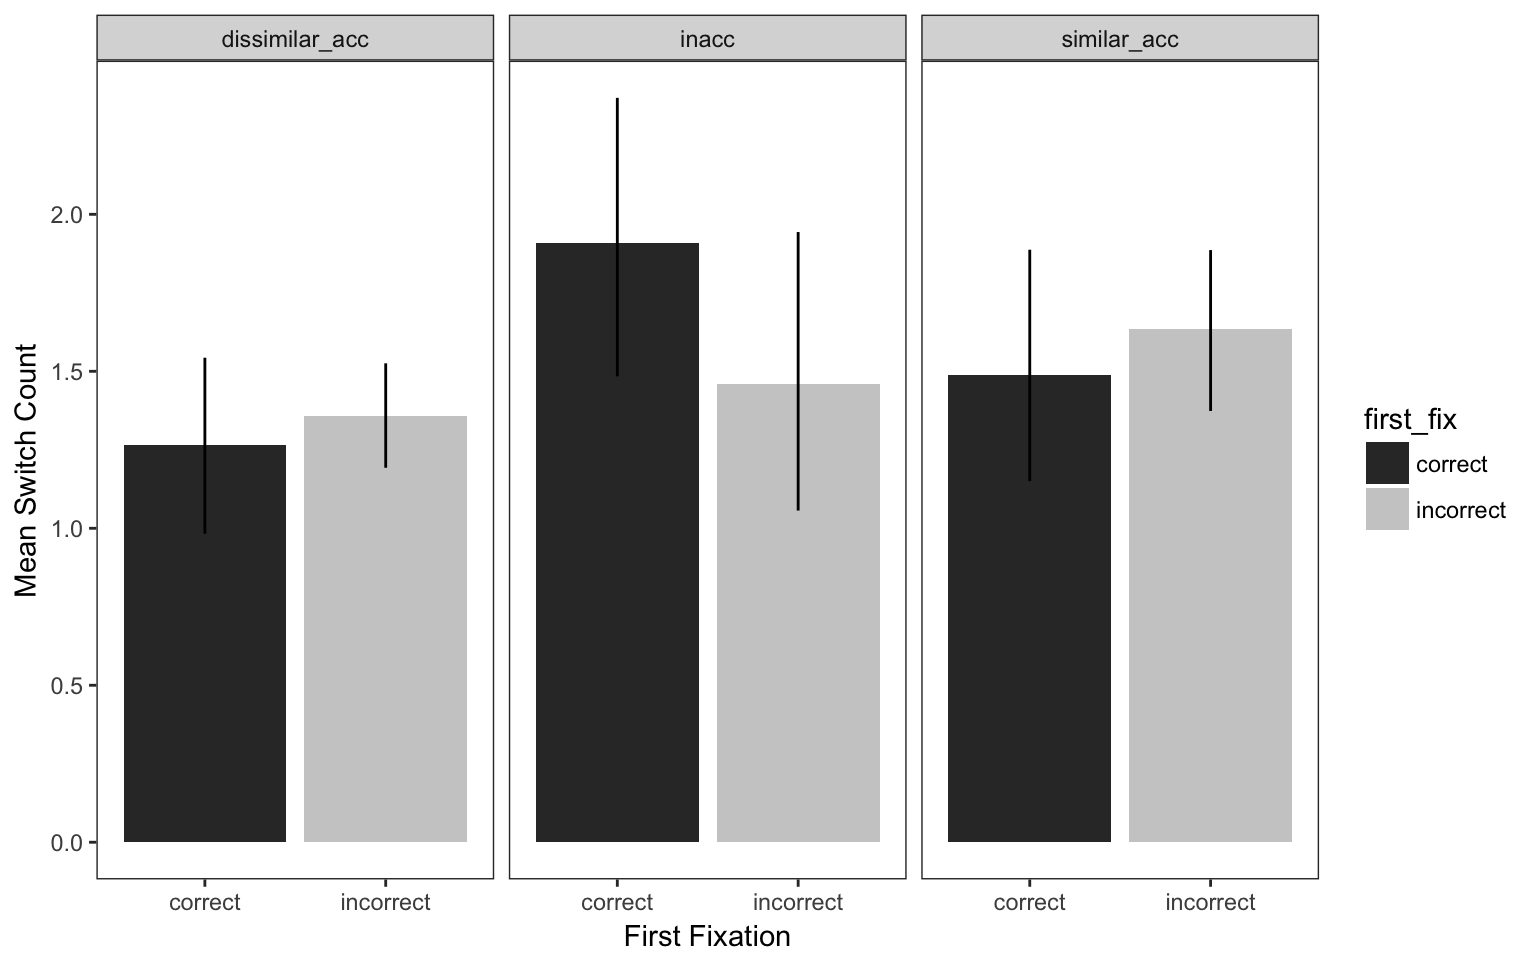 dissimilar_acc inacc similar_acc
Mean Switch Count
2.0
1.5
1.0
0.5
0.0
correct incorrect correct incorrect correct incorrect
First Fixation
first_fix
correct
incorrect